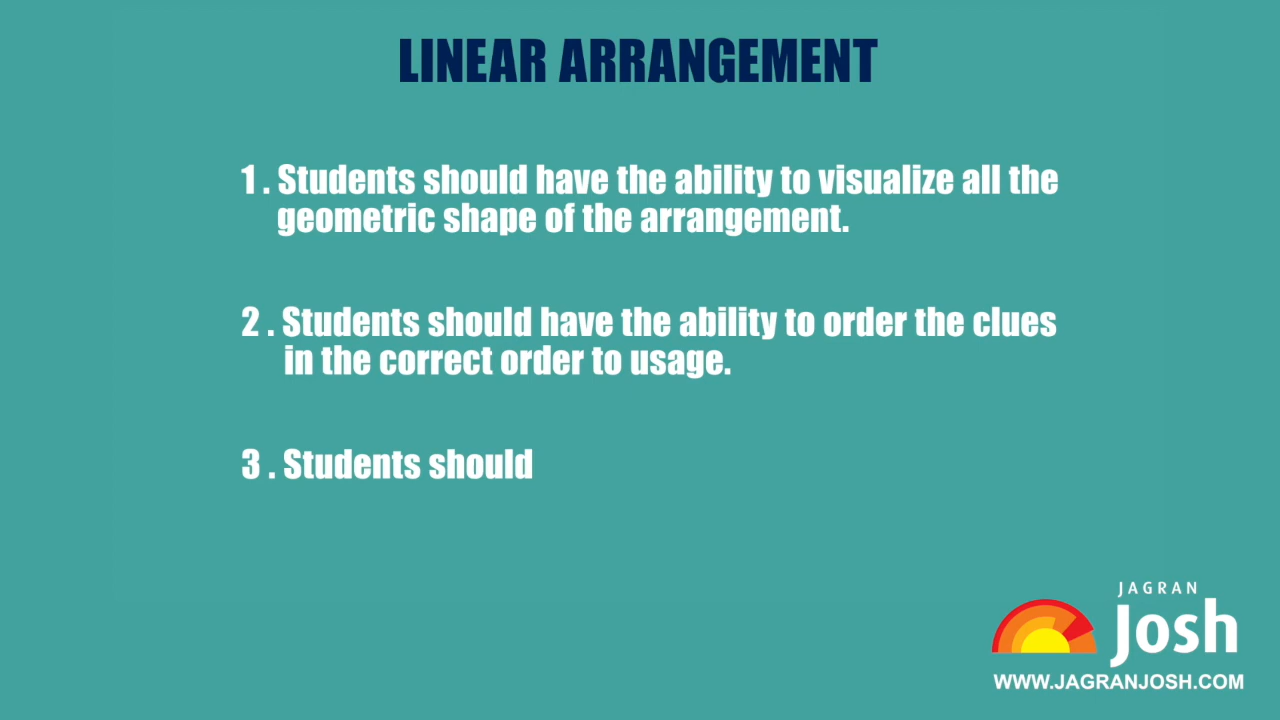 LINEAR ARRANGEMENT
1 . Students should have the ability to visualize all the
geometric shape of the arrangement.
2 . Students should have the ability to order the clues
in the correct order to usage.
3 . Students should
JAGRAN
Josh
WWW.JAGRANJOSH.COM